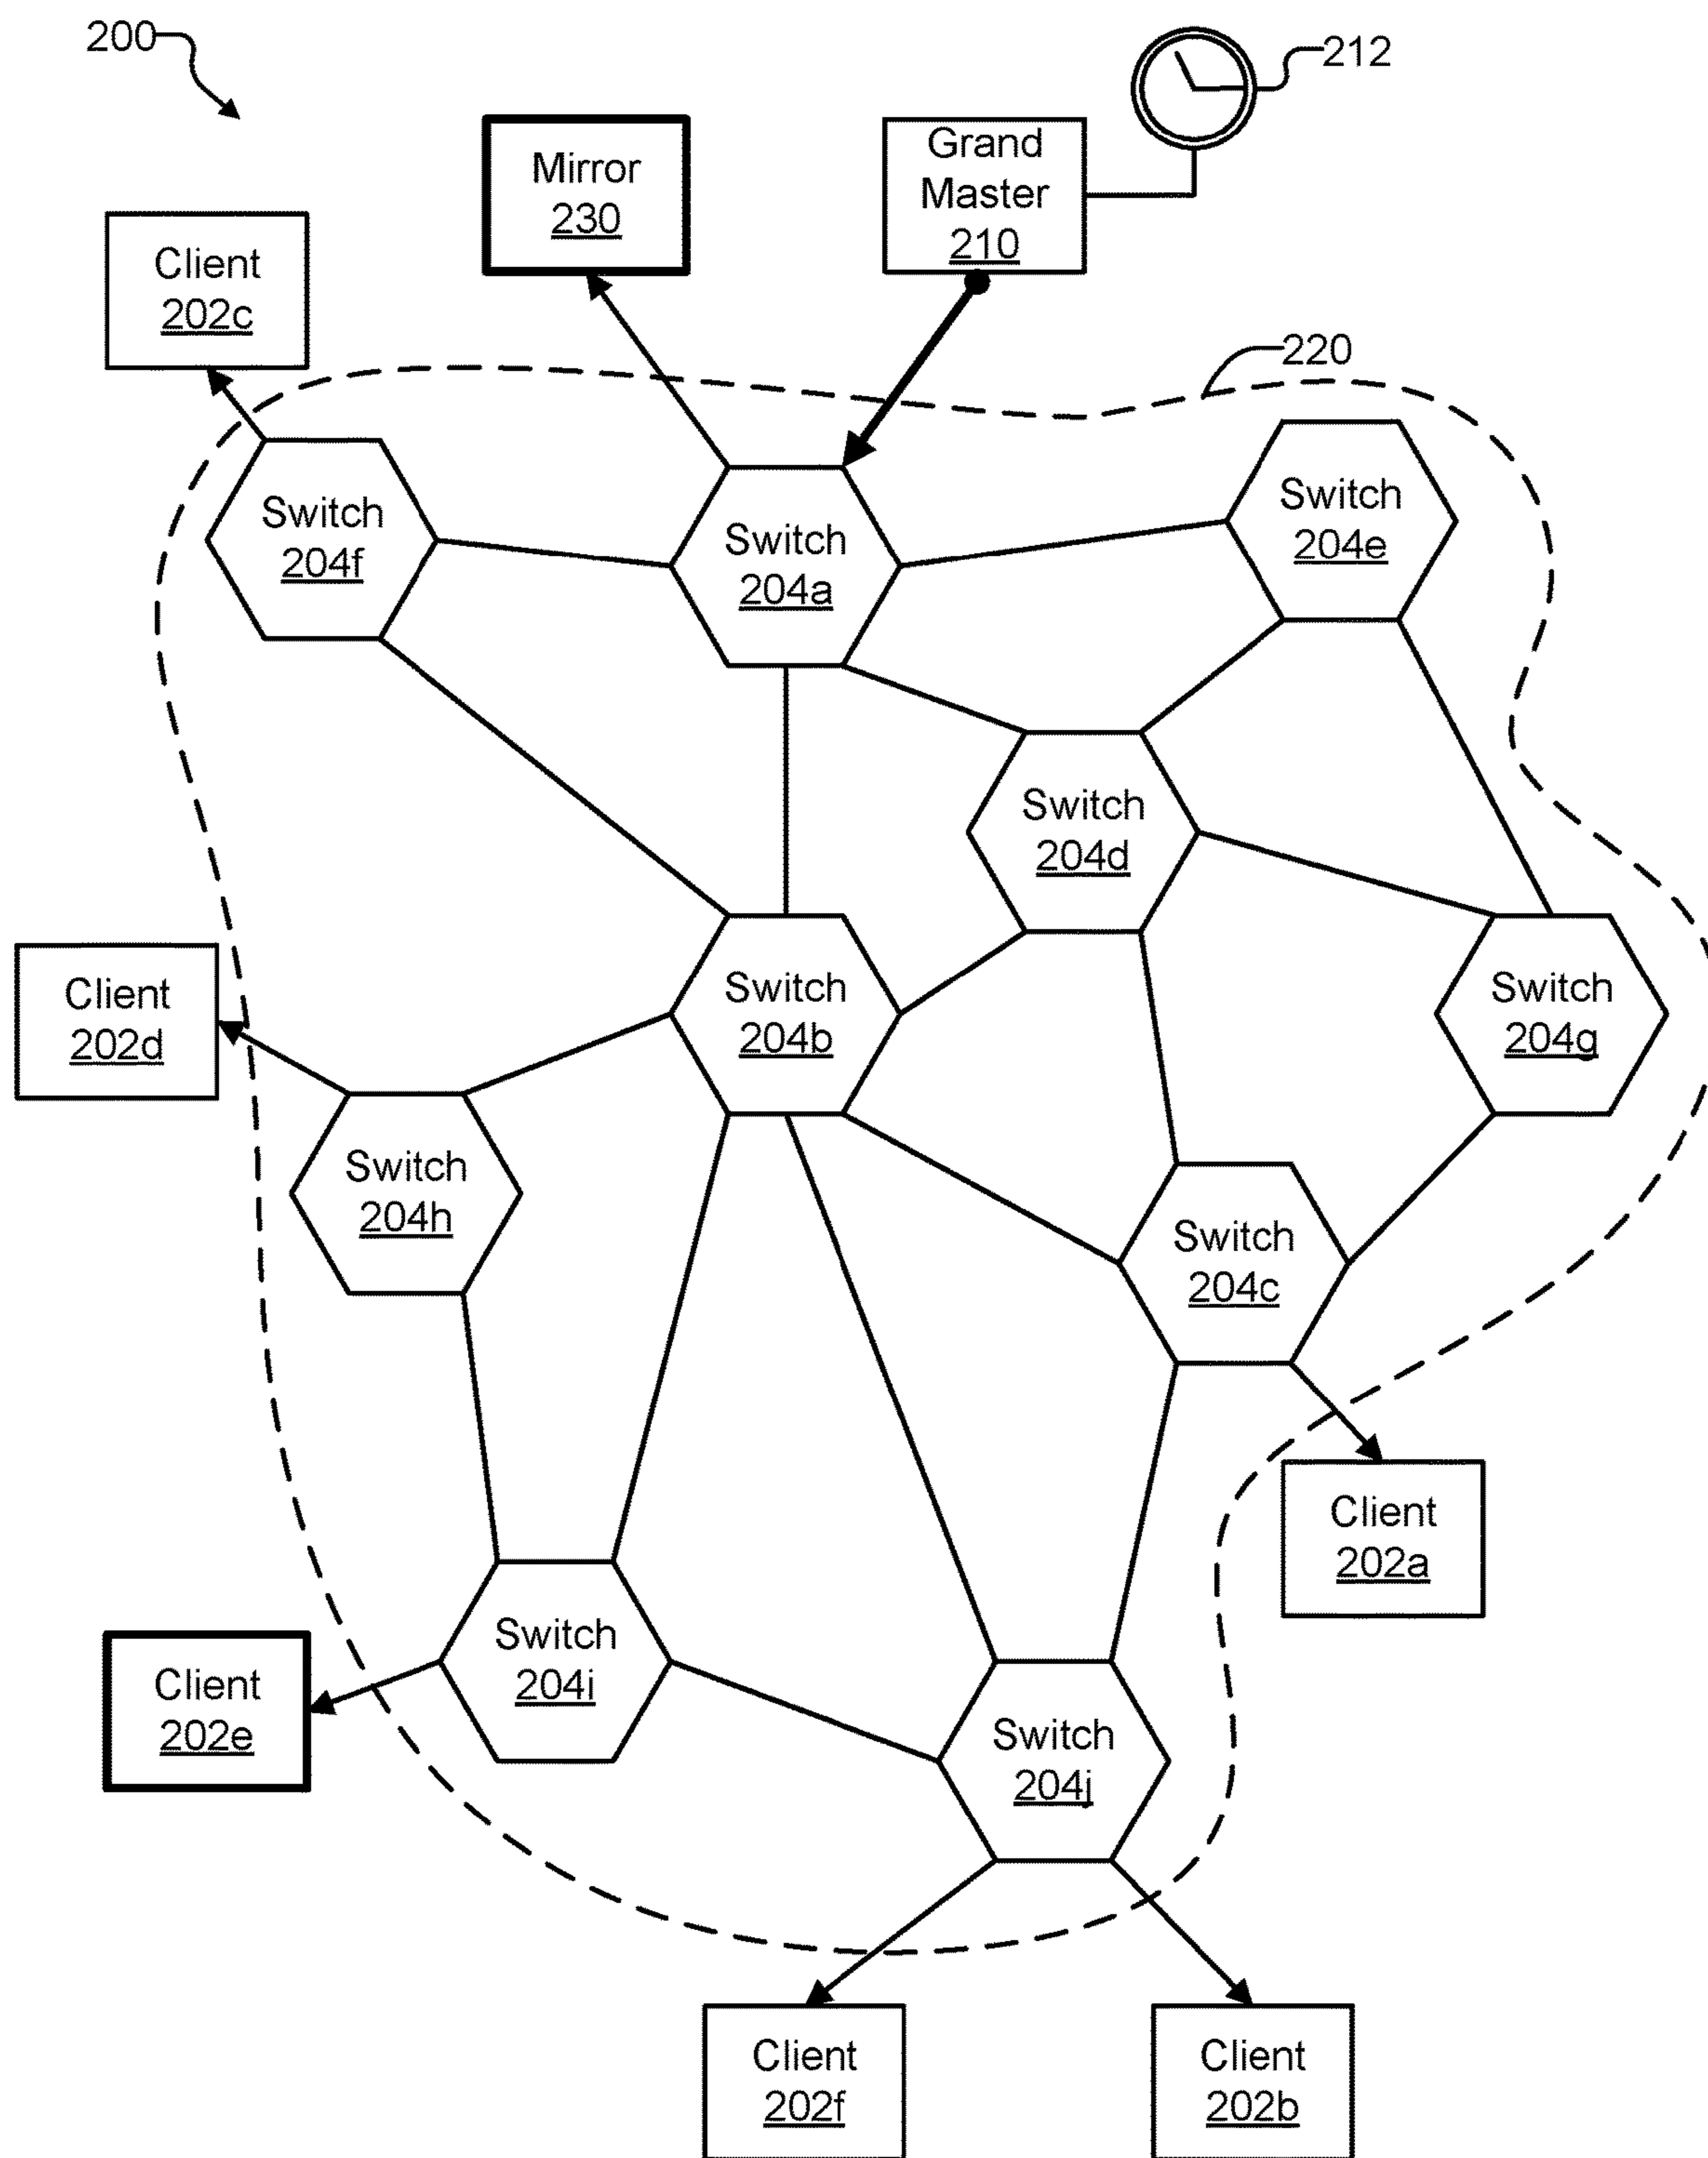 200
212
Grand
Master
210
Mirror
230
Client
202c
220
Switch
204f
Switch
204a
Switch
204e
Switch
204d
Client
202d
Switch
204b
Switch
204g
Switch
204h
Switch
204c
Client
202a
Switch
204i
Client
202e
Switch
204j
Client
202f
Client
202b